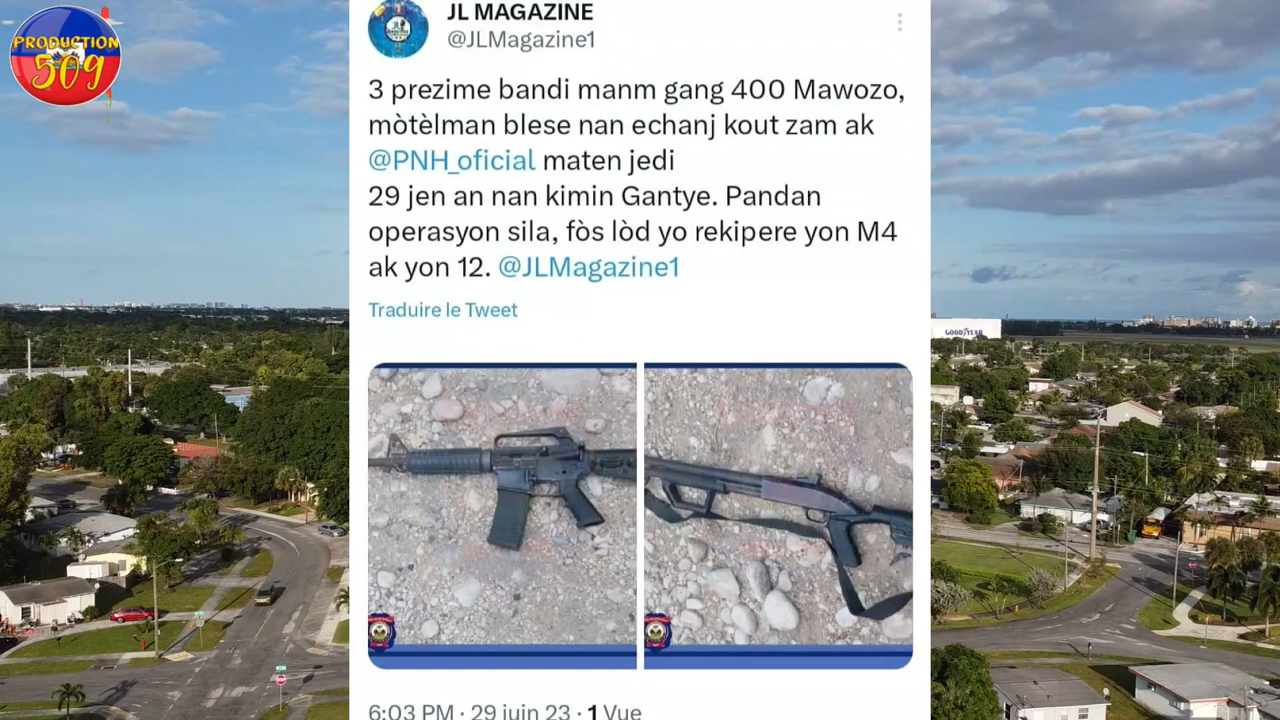 PRODUCTION
509
JL MAGAZINE
@JLMagazine1
3 prezime bandi manm gang 400 Mawozo,
mòtèlman blese nan echanj kout zam ak
@PNH_oficial maten jedi
29 jen an nan kimin Gantye. Pandan
operasyon sila, fòs lòd yo rekipere yon M4
ak yon 12. @JLMagazine1
Traduire le Tweet
GOODYEAR
6:03 PM · 29 juin 23 · 1 Vue